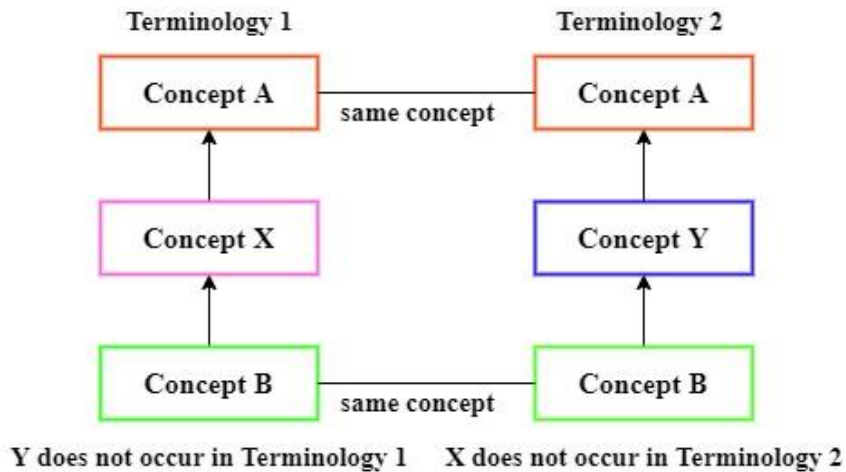 Terminology 1
Terminology 2
Concept A
same concept
Concept A
Concept X
Concept Y
Concept B
same concept
Concept B
Y does not occur in Terminology 1
X does not occur in Terminology 2